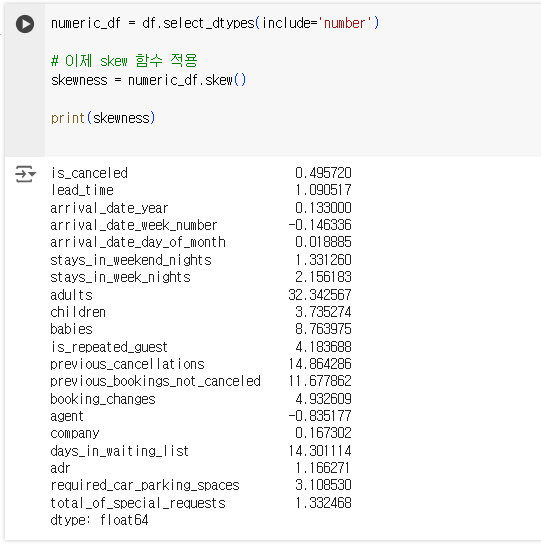 numeric_df = df.select_dtypes(include='number')
# 이제 skew 함수 적용
skewness = numeric_df.skew()
print(skewness)
is_canceled 0.495720
lead_time 1.090517
arrival_date_year 0.133000
arrival_date_week_number -0.146336
arrival_date_day_of_month 0.018885
stays_in_weekend_nights 1.331260
stays_in_week_nights 2.156183
adults 32.342567
children 3.735274
babies 8.763975
is_repeated_guest 4.183688
previous_cancellations 14.864286
previous_bookings_not_canceled 11.677862
booking_changes 4.932609
agent -0.835177
company 0.167302
days_in_waiting_list 14.301114
adr 1.166271
required_car_parking_spaces 3.108530
total_of_special_requests 1.332468
dtype: float64